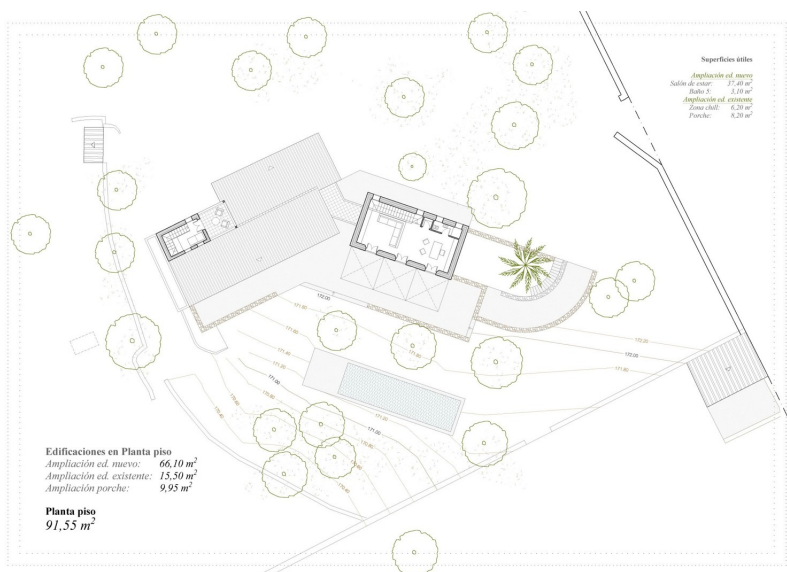 Superficies útiles
Ampliación ed. nuevo
Salón de estar: 37,40 m²
Baño 5: 3,10 m²
Ampliación ed. existente
Zona chill: 6,20 m²
Porche: 8,20 m²
172,00
172,00
171,00
171,00
Edificaciones en Planta piso
Ampliación ed. nuevo: 66,10 m²
Ampliación ed. existente: 15,50 m²
Ampliación porche: 9,95 m²
Planta piso
91,55 m²